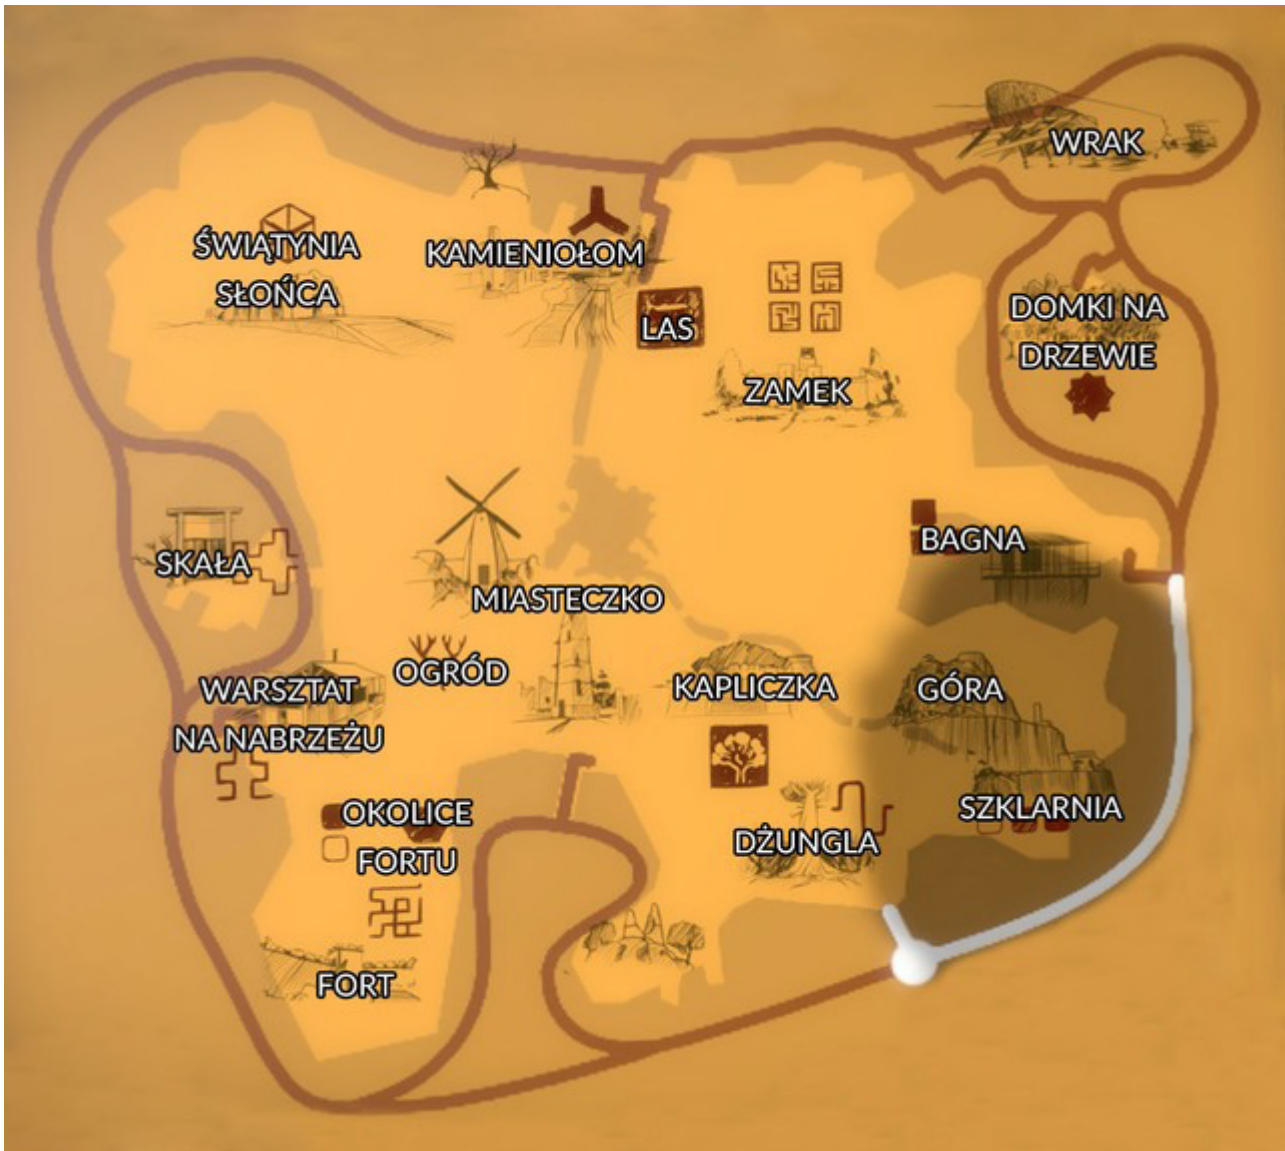 WRAK
ŚWIĄTYNIA
SŁOŃCA
KAMIENIOŁOM
LAS
DOMKI NA
DRZEWIE
ZAMEK
BAGNA
SKAŁA
MIASTECZKO
OGRÓD
WARSZTAT
NA NABRZEŻU
KAPLICZKA
GÓRA
OKOLICE
FORTU
SZKLARNIA
DŻUNGLA
FORT